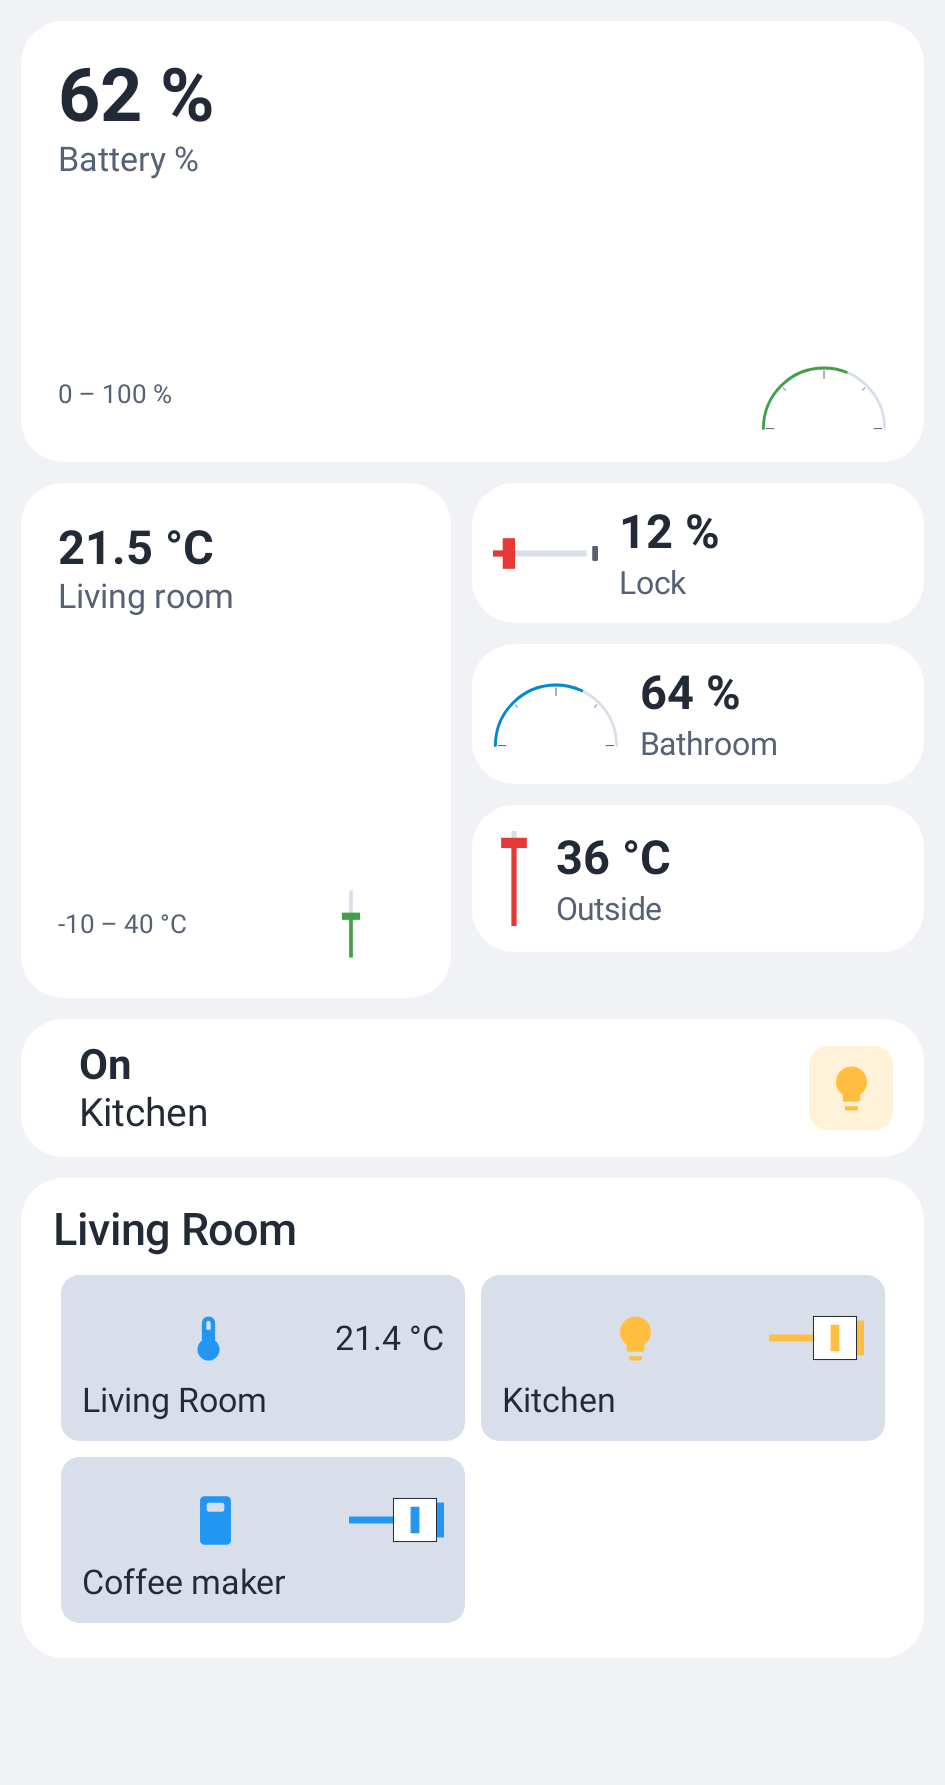 62 %
Battery %
0 – 100 %
21.5 °C
Living room
-10 – 40 °C
12 %
Lock
64 %
Bathroom
36 °C
Outside
On
Kitchen
Living Room
21.4 °C
Living Room
Kitchen
Coffee maker